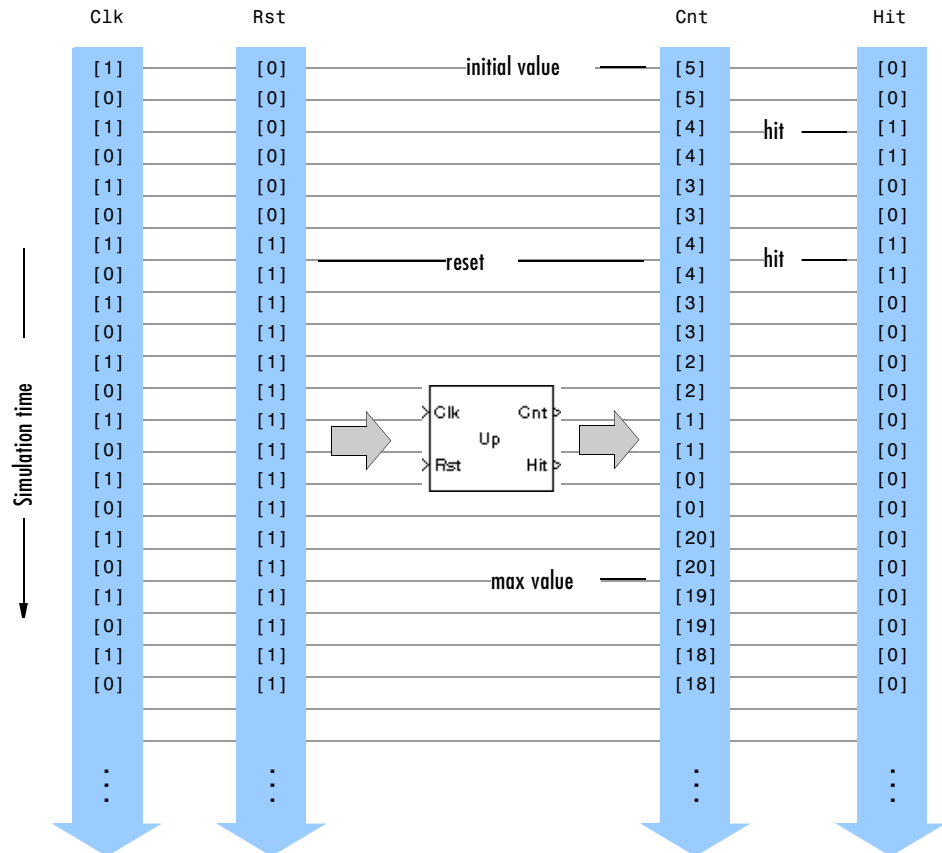 Clk Rst Cnt Hit
[1] [0] initial value [5] [0]
[0] [0] [5] [0]
[1] [0] [4] hit [1]
[0] [0] [4] [1]
[1] [0] [3] [0]
[0] [0] [3] [0]
[1] [1] [4] [1]
[0] [1] reset [4] hit [1]
[1] [1] [3] [0]
[0] [1] [3] [0]
[1] [1] [2] [0]
[0] [1] [2] [0]
[1] [1] Clk Cnt [1] [0]
Up
[0] [1] Rst Hit [1] [0]
[1] [1] [0] [0]
[0] [1] [0] [0]
[1] [1] [20] [0]
[0] [1] max value [20] [0]
[1] [1] [19] [0]
[0] [1] [19] [0]
[1] [1] [18] [0]
[0] [1] [18] [0]
Simulation time